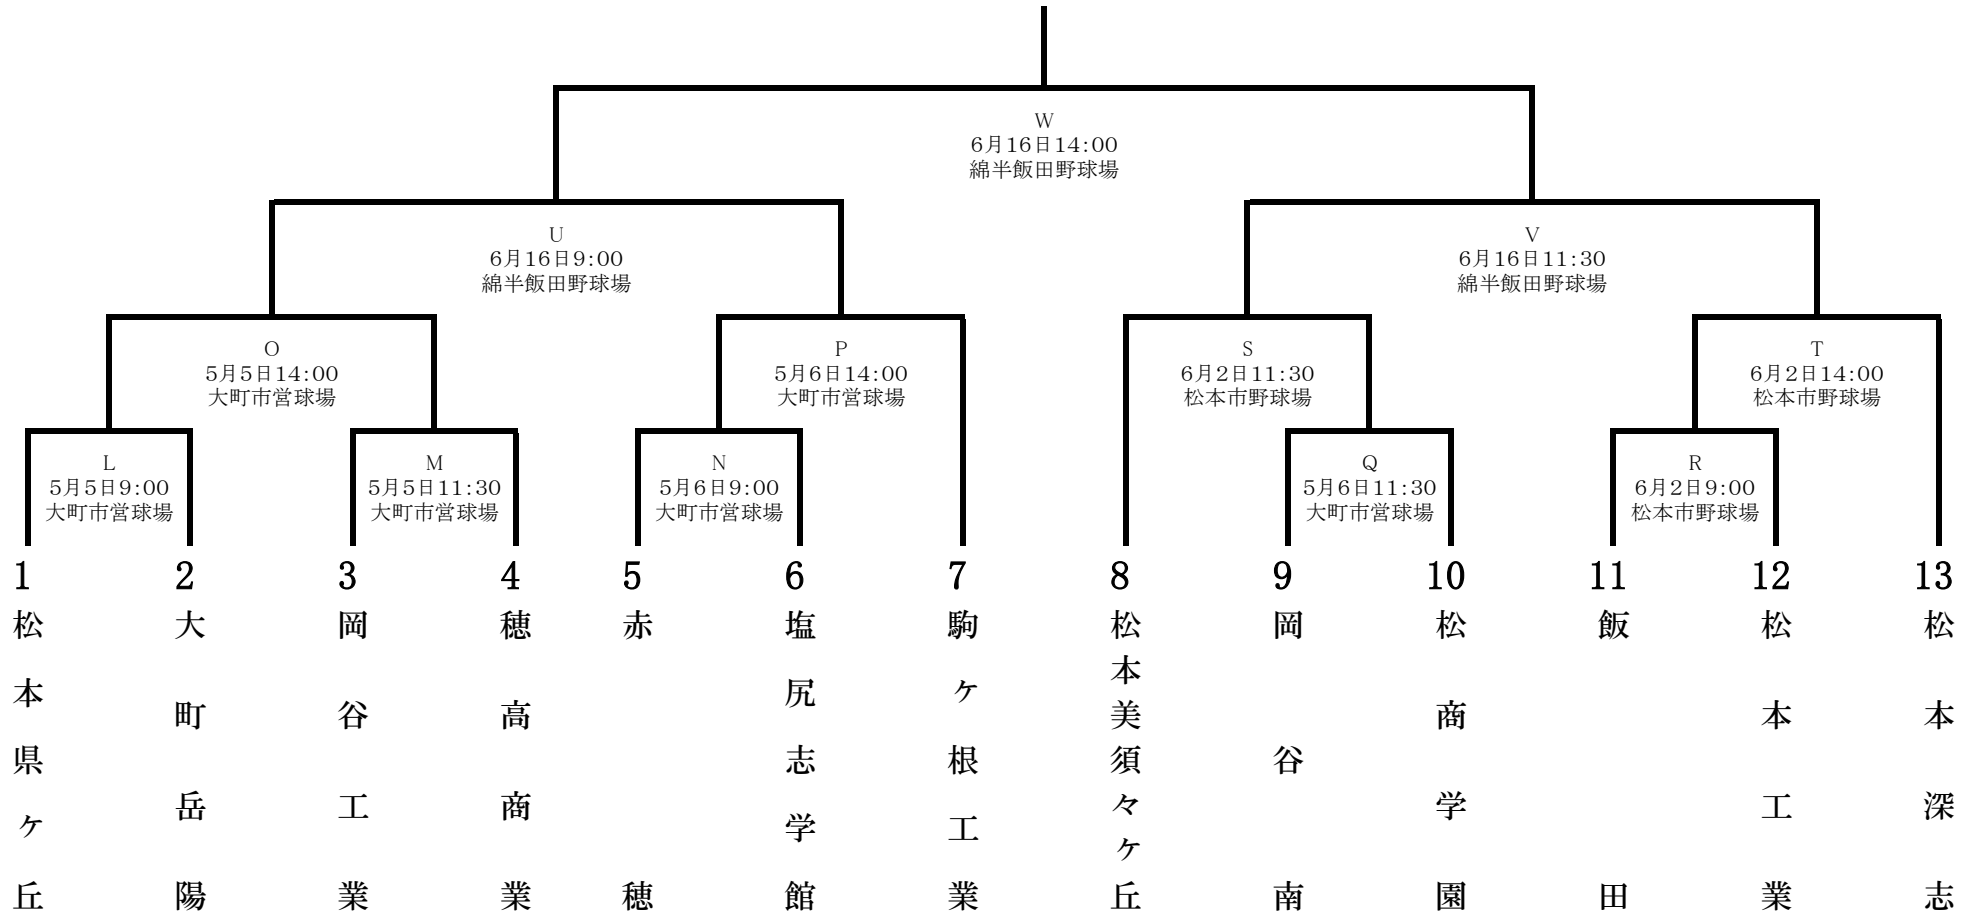 W
6月16日14:00
綿半飯田野球場
U
6月16日9:00
綿半飯田野球場
V
6月16日11:30
綿半飯田野球場
O
5月5日14:00
大町市営球場
P
5月6日14:00
大町市営球場
S
6月2日11:30
松本市野球場
T
6月2日14:00
松本市野球場
L
5月5日9:00
大町市営球場
M
5月5日11:30
大町市営球場
N
5月6日9:00
大町市営球場
Q
5月6日11:30
大町市営球場
R
6月2日9:00
松本市野球場
1
松本県ヶ丘
2
大町岳陽
3
岡谷工業
4
穂高商業
5
赤穂
6
塩尻志学館
7
駒ヶ根工業
8
松本美須々ヶ丘
9
岡谷南
10
松商学園
11
飯田
12
松本工業
13
松本深志